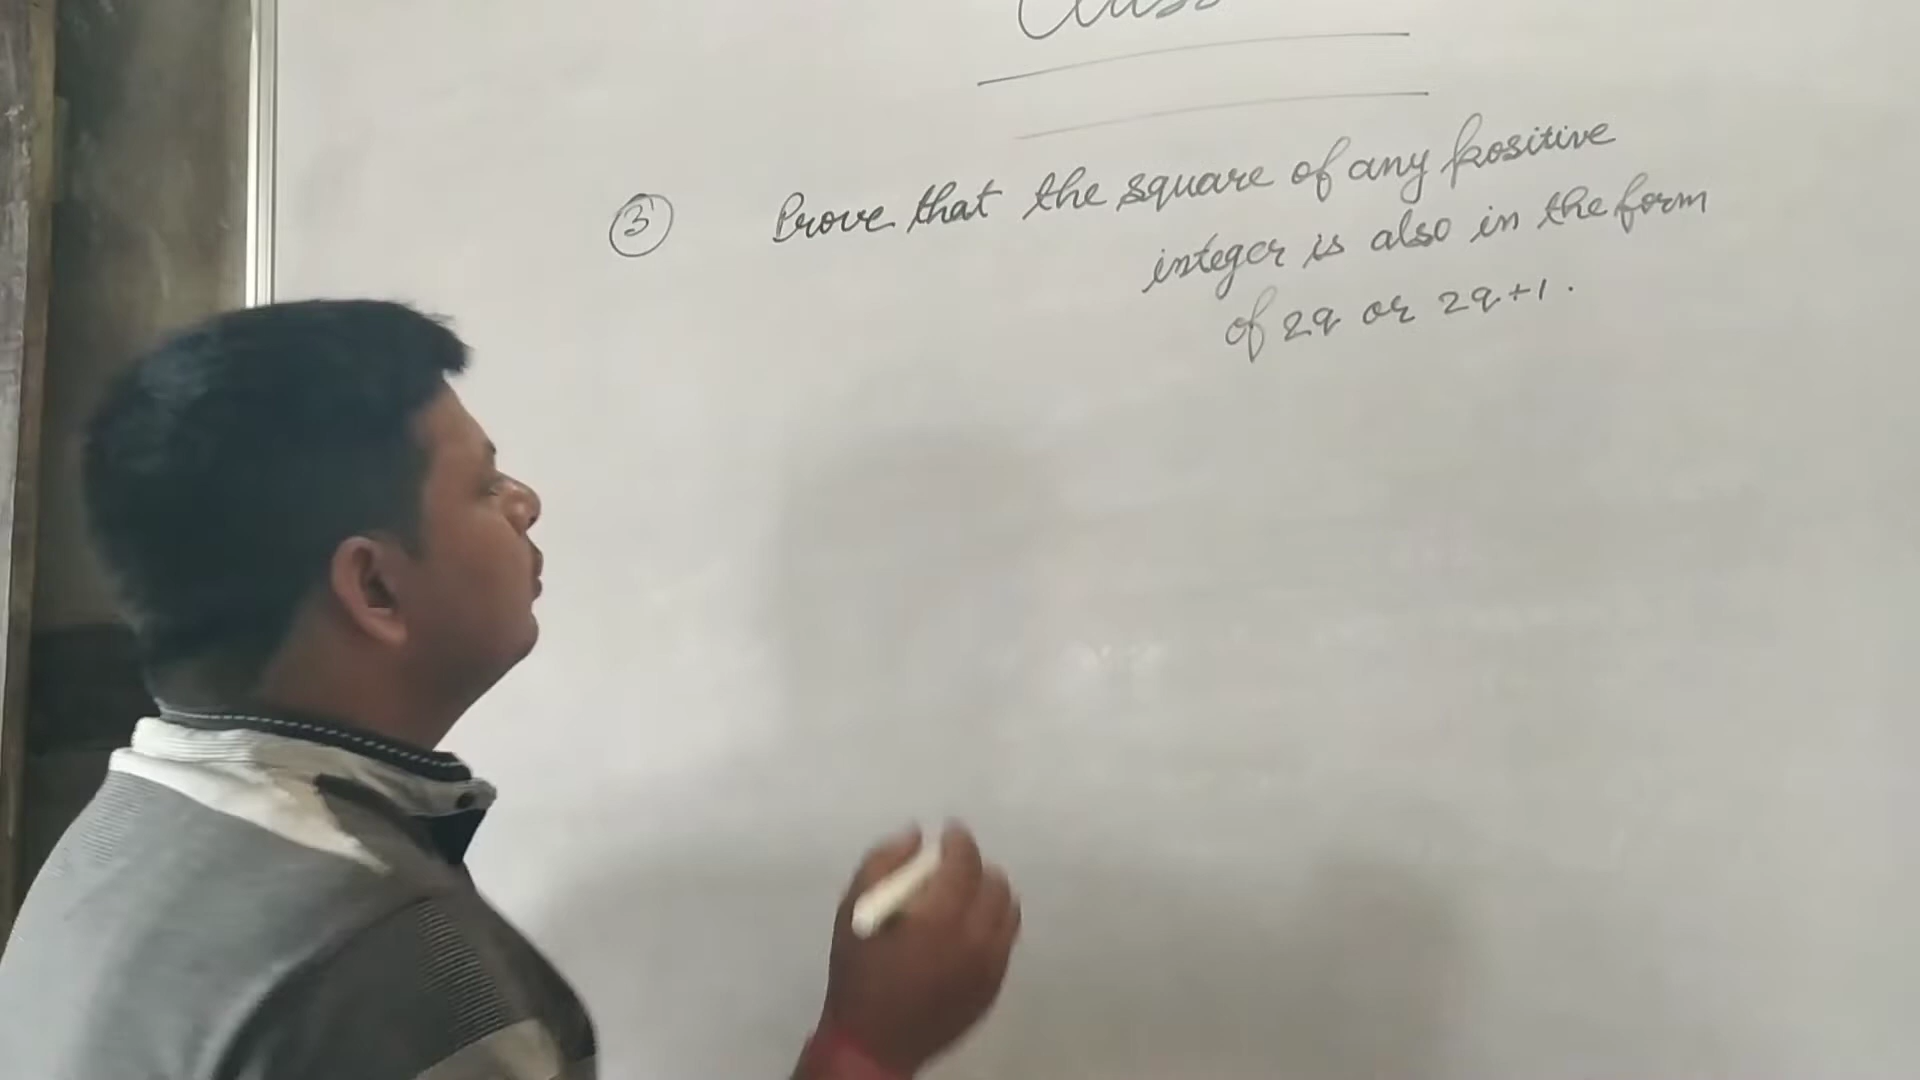 Class
③ Prove that the square of any positive
integer is also in the form
of 2q or 2q+1.